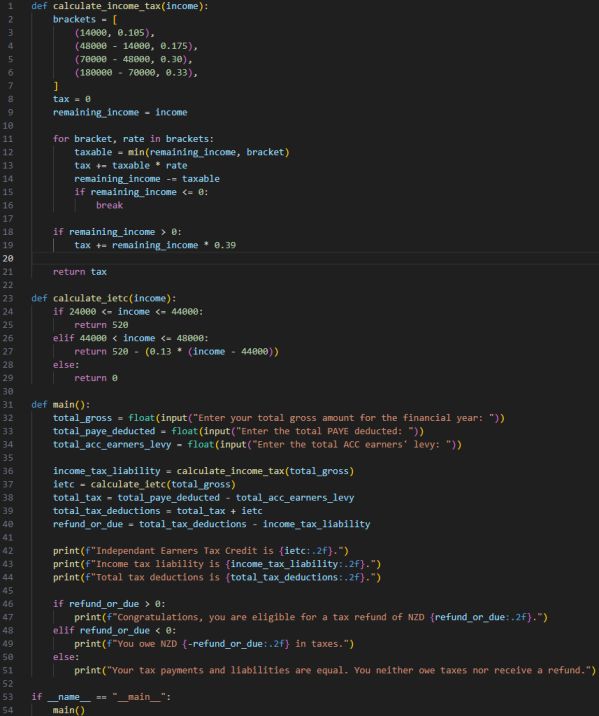 1 def calculate_income_tax(income):
2     brackets = [
3         (14000, 0.105),
4         (48000 - 14000, 0.175),
5         (70000 - 48000, 0.30),
6         (180000 - 70000, 0.33),
7     ]
8     tax = 0
9     remaining_income = income
10
11     for bracket, rate in brackets:
12         taxable = min(remaining_income, bracket)
13         tax += taxable * rate
14         remaining_income -= taxable
15         if remaining_income <= 0:
16             break
17
18     if remaining_income > 0:
19         tax += remaining_income * 0.39
20
21     return tax
22
23 def calculate_ietc(income):
24     if 24000 <= income <= 44000:
25         return 520
26     elif 44000 < income <= 48000:
27         return 520 - (0.13 * (income - 44000))
28     else:
29         return 0
30
31 def main():
32     total_gross = float(input("Enter your total gross amount for the financial year: "))
33     total_paye_deducted = float(input("Enter the total PAYE deducted: "))
34     total_acc_earners_levy = float(input("Enter the total ACC earners' levy: "))
35
36     income_tax_liability = calculate_income_tax(total_gross)
37     ietc = calculate_ietc(total_gross)
38     total_tax = total_paye_deducted - total_acc_earners_levy
39     total_tax_deductions = total_tax + ietc
40     refund_or_due = total_tax_deductions - income_tax_liability
41
42     print(f"Independant Earners Tax Credit is {ietc:.2f}.")
43     print(f"Income tax liability is {income_tax_liability:.2f}.")
44     print(f"Total tax deductions is {total_tax_deductions:.2f}.")
45
46     if refund_or_due > 0:
47         print(f"Congratulations, you are eligible for a tax refund of NZD {refund_or_due:.2f}.")
48     elif refund_or_due < 0:
49         print(f"You owe NZD {-refund_or_due:.2f} in taxes.")
50     else:
51         print("Your tax payments and liabilities are equal. You neither owe taxes nor receive a refund.")
52
53 if __name__ == "__main__":
54     main()